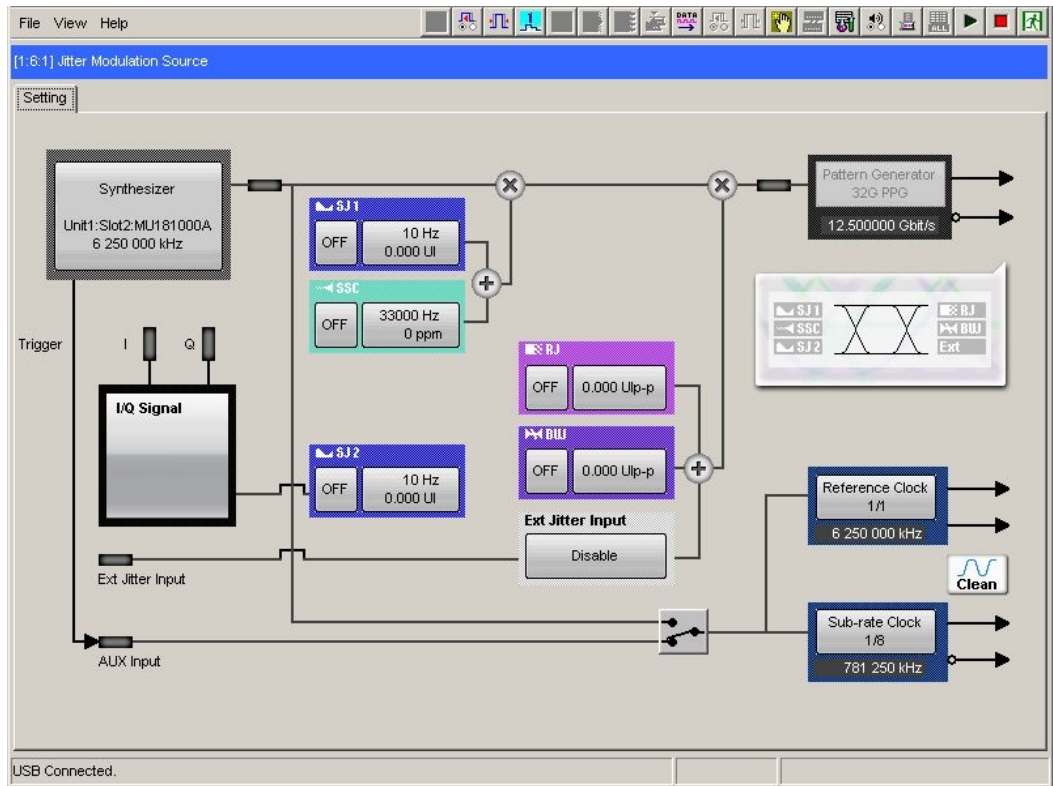 File View Help
DATA
1
ALL
[1:6:1] Jitter Modulation Source
Setting
Synthesizer
Unit1:Slot2:MU181000A
6 250 000 kHz
SJ1
OFF
10 Hz
0.000 UI
SSC
OFF
33000 Hz
0 ppm
Pattern Generator
32G PPG
12.500000 Gbit/s
SJ1
SSC
SJ2
RJ
BUJ
Ext
Trigger
I
Q
I/Q Signal
RJ
OFF
0.000 UIp-p
BUJ
OFF
0.000 UIp-p
SJ2
OFF
10 Hz
0.000 UI
Ext Jitter Input
Disable
Ext Jitter Input
AUX Input
Reference Clock
1/1
6 250 000 kHz
Clean
Sub-rate Clock
1/8
781 250 kHz
USB Connected.